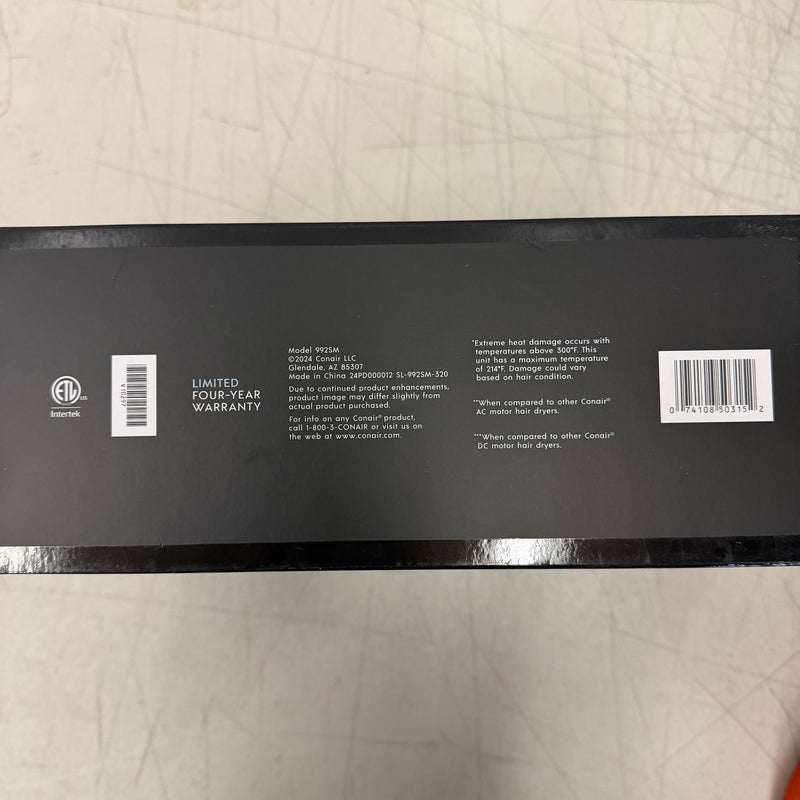 ETL
US
Intertek
V10297
LIMITED
FOUR-YEAR
WARRANTY
Model 992SM
©2024 Conair LLC
Glendale, AZ 85307
Made in China 24PD000012 SL-992SM-320
Due to continued product enhancements,
product image may differ slightly from
actual product purchased.
For info on any Conair® product,
call 1-800-3-CONAIR or visit us on
the web at www.conair.com.
*Extreme heat damage occurs with
temperatures above 300°F. This
unit has a maximum temperature
of 214°F. Damage could vary
based on hair condition.
**When compared to other Conair®
AC motor hair dryers.
***When compared to other Conair®
DC motor hair dryers.
0 74108 50315 2